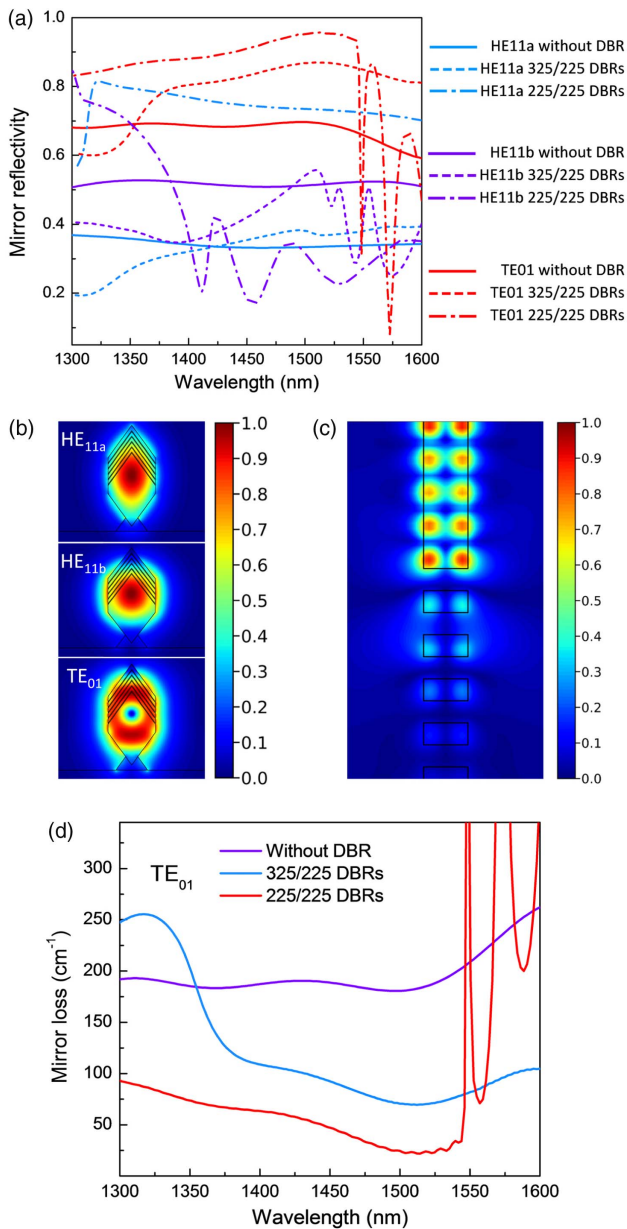 (a)
1.0
0.8
0.6
0.4
0.2
Mirror reflectivity
1300 1350 1400 1450 1500 1550 1600
Wavelength (nm)
HE11a without DBR
HE11a 325/225 DBRs
HE11a 225/225 DBRs
HE11b without DBR
HE11b 325/225 DBRs
HE11b 225/225 DBRs
TE01 without DBR
TE01 325/225 DBRs
TE01 225/225 DBRs
(b)
HE11a
HE11b
TE01
1.0
0.9
0.8
0.7
0.6
0.5
0.4
0.3
0.2
0.1
0.0
(c)
1.0
0.9
0.8
0.7
0.6
0.5
0.4
0.3
0.2
0.1
0.0
(d)
TE01
Without DBR
325/225 DBRs
225/225 DBRs
300
250
200
150
100
50
Mirror loss (cm-1)
1300 1350 1400 1450 1500 1550 1600
Wavelength (nm)